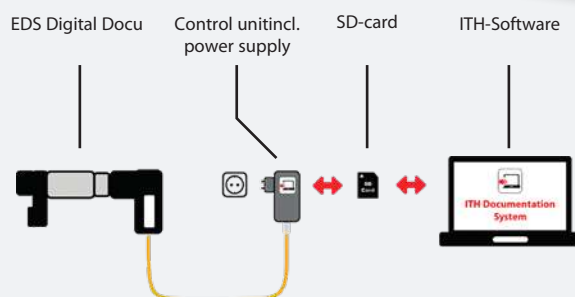 EDS Digital Docu
Control unitincl.
power supply
SD-card
ITH-Software
SD
Card
ITH Documentation
System